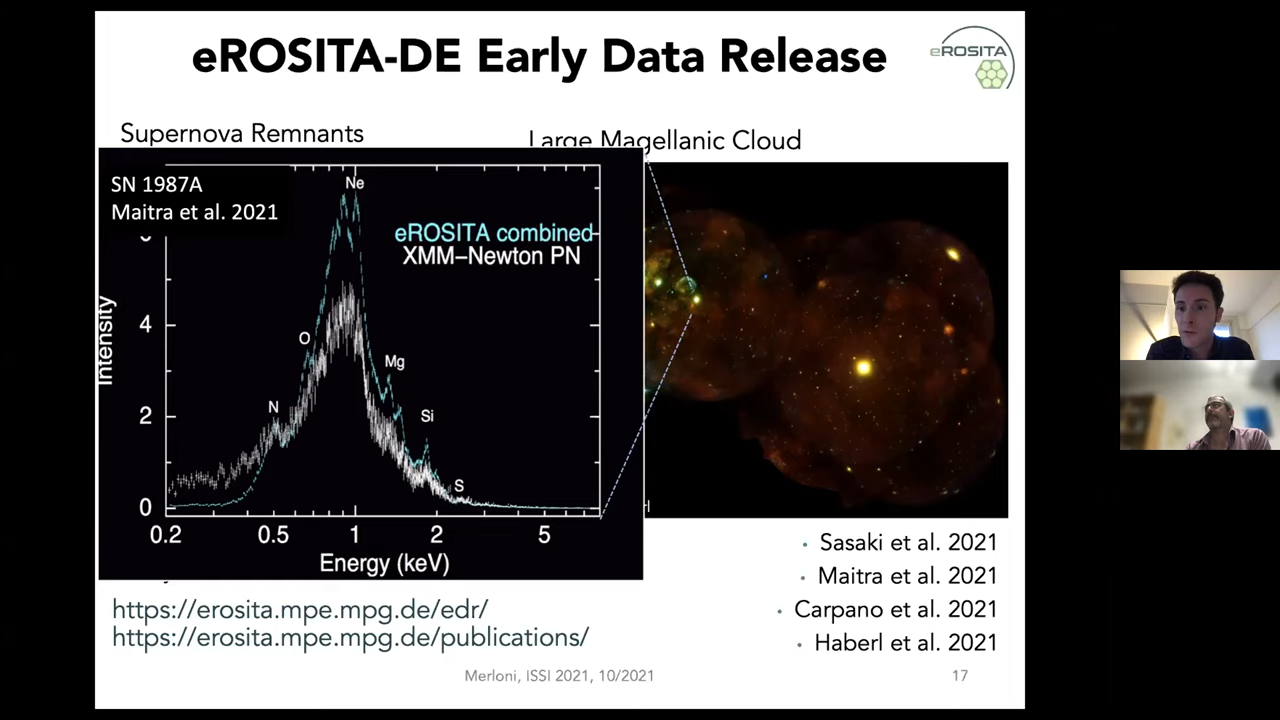 eROSITA-DE Early Data Release
eROSITA
Supernova Remnants
Large Magellanic Cloud
SN 1987A
Maitra et al. 2021
Ne
eROSITA combined
XMM–Newton PN
Intensity
4
2
0
O
Mg
N
Si
S
0.2 0.5 1 2 5
Energy (keV)
• Sasaki et al. 2021
• Maitra et al. 2021
• Carpano et al. 2021
• Haberl et al. 2021
https://erosita.mpe.mpg.de/edr/
https://erosita.mpe.mpg.de/publications/
Merloni, ISSI 2021, 10/2021
17